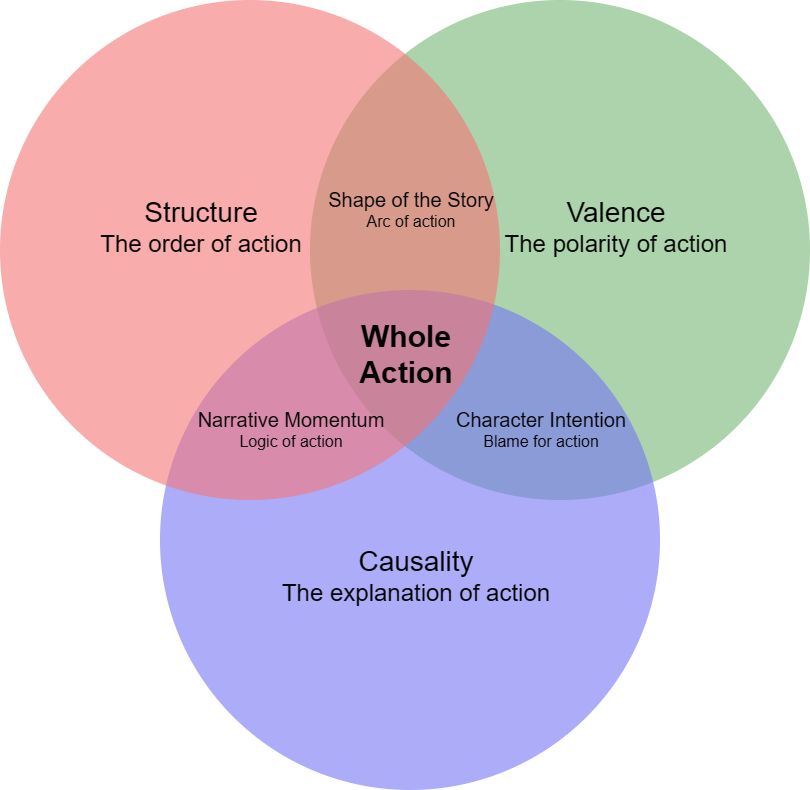 Shape of the Story
Arc of action
Structure
The order of action
Valence
The polarity of action
Whole
Action
Narrative Momentum
Logic of action
Character Intention
Blame for action
Causality
The explanation of action